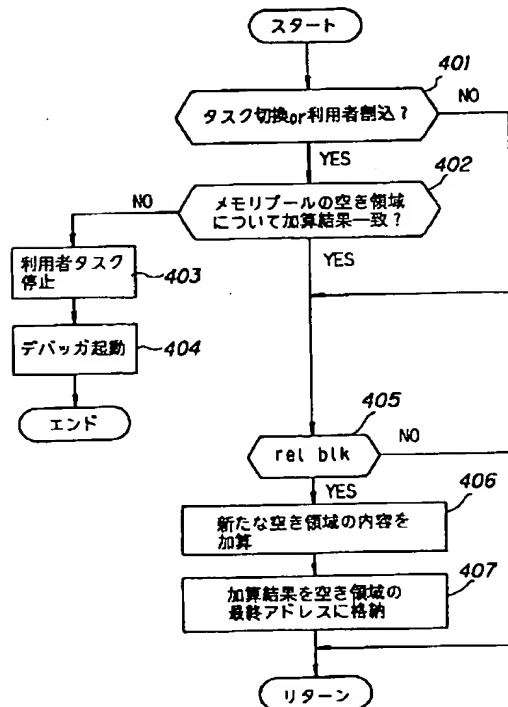 スタート
401
タスク切換or利用者割込?
NO
YES
402
メモリプールの空き領域
について加算結果一致?
NO
YES
利用者タスク
停止
403
デバッガ起動
404
エンド
405
rel blk
NO
YES
406
新たな空き領域の内容を
加算
407
加算結果を空き領域の
最終アドレスに格納
リターン